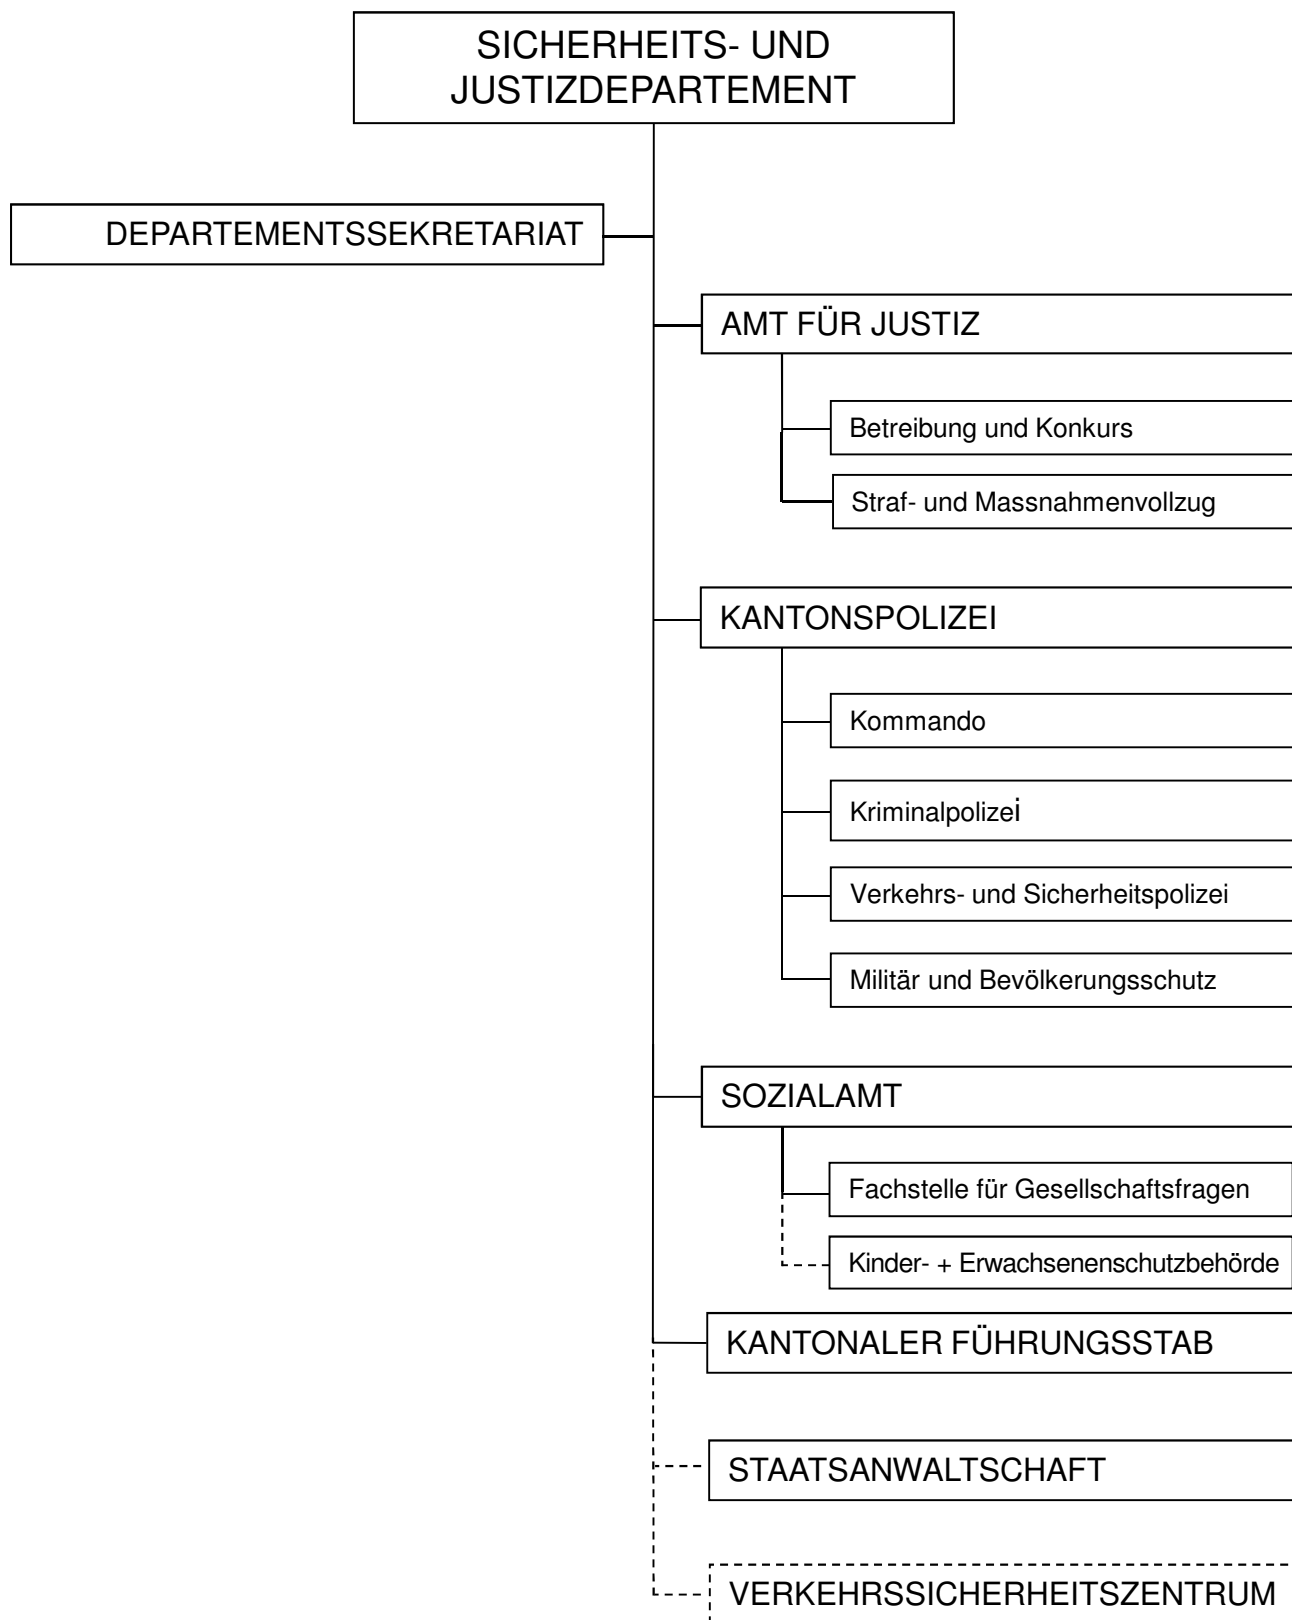 SICHERHEITS- UND
JUSTIZDEPARTEMENT
DEPARTEMENTSSEKRETARIAT
AMT FÜR JUSTIZ
Betreibung und Konkurs
Straf- und Massnahmenvollzug
KANTONSPOLIZEI
Kommando
Kriminalpolizei
Verkehrs- und Sicherheitspolizei
Militär und Bevölkerungsschutz
SOZIALAMT
Fachstelle für Gesellschaftsfragen
Kinder- + Erwachsenenschutzbehörde
KANTONALER FÜHRUNGSSTAB
STAATSANWALTSCHAFT
VERKEHRSSICHERHEITSZENTRUM